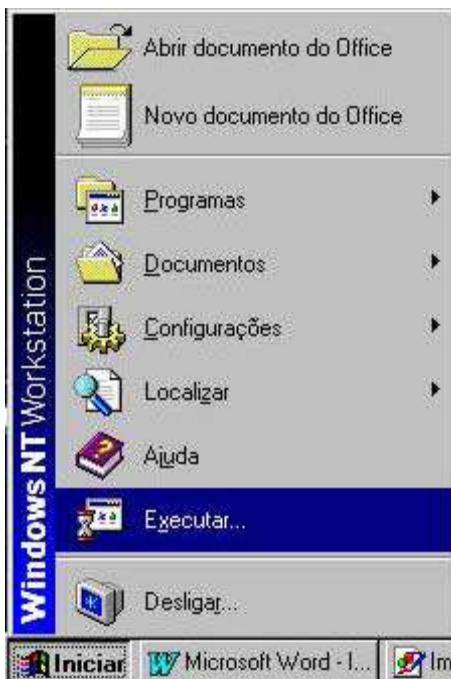 Abrir documento do Office
Novo documento do Office
Programas
Documentos
Configurações
Localizar
Ajuda
Executar...
Desligar...
Windows NT Workstation
Iniciar
Microsoft Word - I...
Im